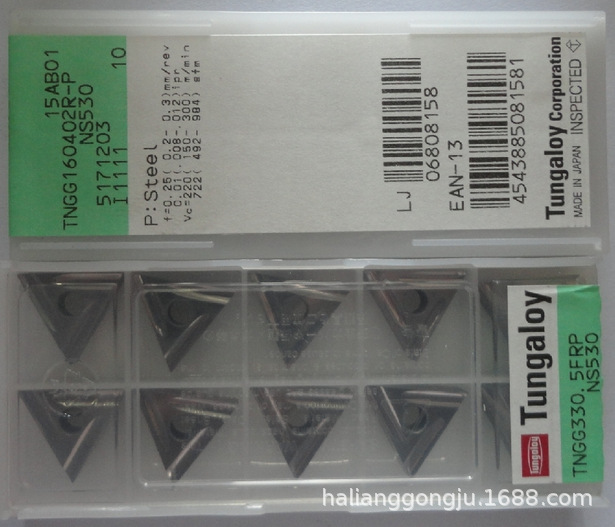 15AB01
TNGG160402R-P
NS530
5171203
I1111 10
P:Steel
f=0.25( 0.2- 0.3)mm/rev
0.01(.008-.012)ipr
Vc=220( 150- 300) m/min
722( 492- 984) sfm
LJ
06808158
EAN-13
4543885081581
Tungaloy Corporation
MADE IN JAPAN INSPECTED
Tungaloy
Tungaloy
TNGG330.5FRP
NS530
halianggongju.1688.com